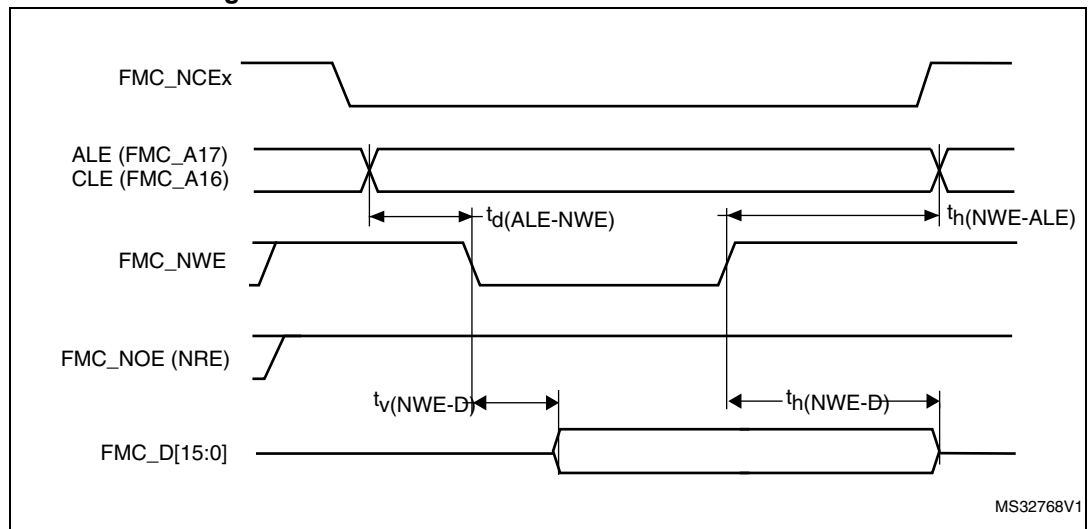 FMC_NCEx
ALE (FMC_A17)
CLE (FMC_A16)
td(ALE-NWE)
th(NWE-ALE)
FMC_NWE
FMC_NOE (NRE)
tv(NWE-D)
th(NWE-D)
FMC_D[15:0]
MS32768V1